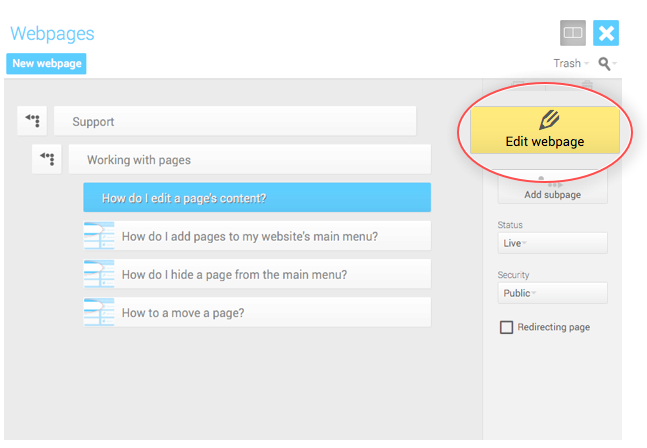 Webpages
New webpage
Trash
Support
Edit webpage
Working with pages
Add subpage
How do I edit a page's content?
Status
How do I add pages to my website's main menu?
Live
How do I hide a page from the main menu?
Security
Public
How to a move a page?
Redirecting page